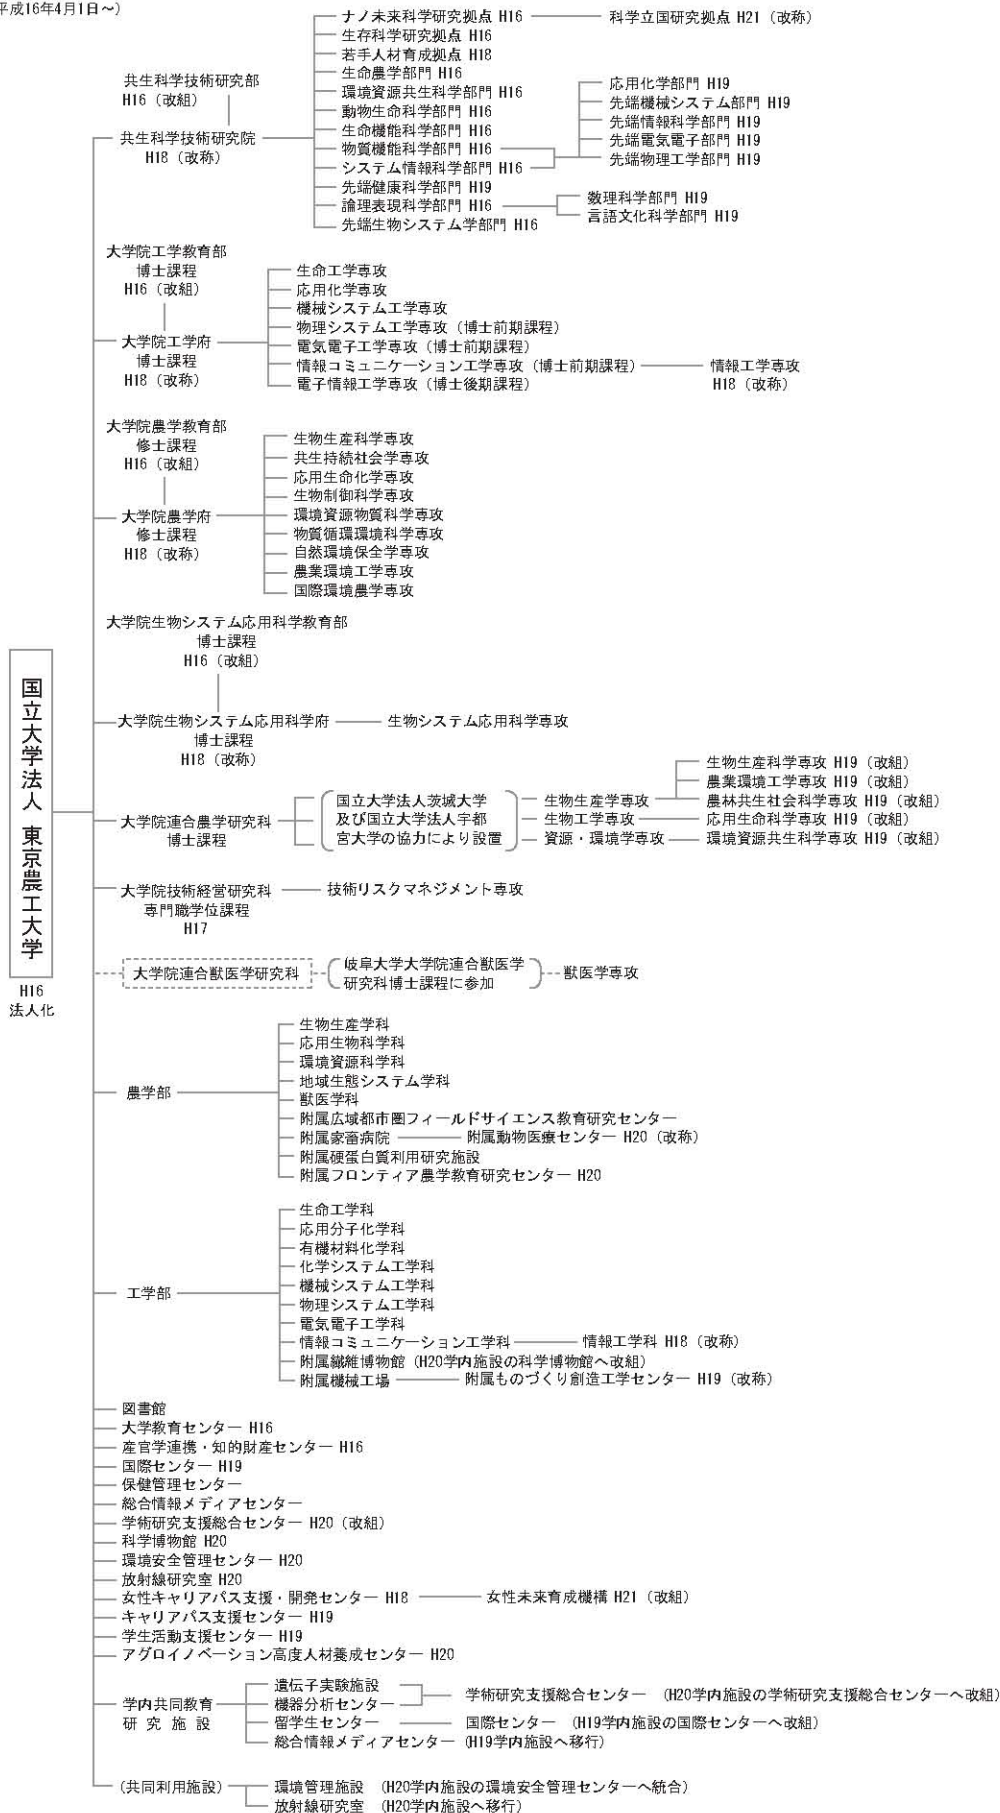 平成16年4月1日~)
ナノ未来科学研究拠点 H16 科学立国研究拠点 H21（改称）
生存科学研究拠点 H16
若手人材育成拠点 H18
生命農学部門 H16
共生科学技術研究部
H16（改組）
環境資源共生科学部門 H16
動物生命科学部門 H16
生命機能科学部門 H16
共生科学技術研究院
H18（改称）
物質機能科学部門 H16
システム情報科学部門 H16
応用化学部門 H19
先端機械システム部門 H19
先端情報科学部門 H19
先端電気電子部門 H19
先端物理工学部門 H19
先端健康科学部門 H19
論理表現科学部門 H16
数理科学部門 H19
言語文化科学部門 H19
先端生物システム学部門 H16
大学院工学教育部
博士課程
H16（改組）
大学院工学府
博士課程
H18（改称）
生命工学専攻
応用化学専攻
機械システム工学専攻
物理システム工学専攻（博士前期課程）
電気電子工学専攻（博士前期課程）
情報コミュニケーション工学専攻（博士前期課程） 情報工学専攻
H18（改称）
電子情報工学専攻（博士後期課程）
大学院農学教育部
修士課程
H16（改組）
大学院農学府
修士課程
H18（改称）
生物生産科学専攻
共生持続社会学専攻
応用生命化学専攻
生物制御科学専攻
環境資源物質科学専攻
物質循環環境科学専攻
自然環境保全学専攻
農業環境工学専攻
国際環境農学専攻
大学院生物システム応用科学教育部
博士課程
H16（改組）
大学院生物システム応用科学府 生物システム応用科学専攻
博士課程
H18（改称）
国立大学法人 東京農工大学
H16
法人化
大学院連合農学研究科
博士課程
国立大学法人茨城大学
及び国立大学法人宇都
宮大学の協力により設置
生物生産学専攻
生物生産科学専攻 H19（改組）
農業環境工学専攻 H19（改組）
農林共生社会科学専攻 H19（改組）
生物工学専攻 応用生命科学専攻 H19（改組）
資源・環境学専攻 環境資源共生科学専攻 H19（改組）
大学院技術経営研究科 技術リスクマネジメント専攻
専門職学位課程
H17
大学院連合獣医学研究科
岐阜大学大学院連合獣医学
研究科博士課程に参加
獣医学専攻
農学部
生物生産学科
応用生物科学科
環境資源科学科
地域生態システム学科
獣医学科
附属広域都市圏フィールドサイエンス教育研究センター
附属家畜病院 附属動物医療センター H20（改称）
附属硬蛋白質利用研究施設
附属フロンティア農学教育研究センター H20
工学部
生命工学科
応用分子化学科
有機材料化学科
化学システム工学科
機械システム工学科
物理システム工学科
電気電子工学科
情報コミュニケーション工学科 情報工学科 H18（改称）
附属繊維博物館（H20学内施設の科学博物館へ改組）
附属機械工場 附属ものづくり創造工学センター H19（改称）
図書館
大学教育センター H16
産官学連携・知的財産センター H16
国際センター H19
保健管理センター
総合情報メディアセンター
学術研究支援総合センター H20（改組）
科学博物館 H20
環境安全管理センター H20
放射線研究室 H20
女性キャリアパス支援・開発センター H18 女性未来育成機構 H21（改組）
キャリアパス支援センター H19
学生活動支援センター H19
アグロイノベーション高度人材養成センター H20
学内共同教育
研究施設
遺伝子実験施設
機器分析センター
学術研究支援総合センター （H20学内施設の学術研究支援総合センターへ改組）
留学生センター 国際センター （H19学内施設の国際センターへ改組）
総合情報メディアセンター（H19学内施設へ移行）
（共同利用施設） 環境管理施設 （H20学内施設の環境安全管理センターへ統合）
放射線研究室 （H20学内施設へ移行）